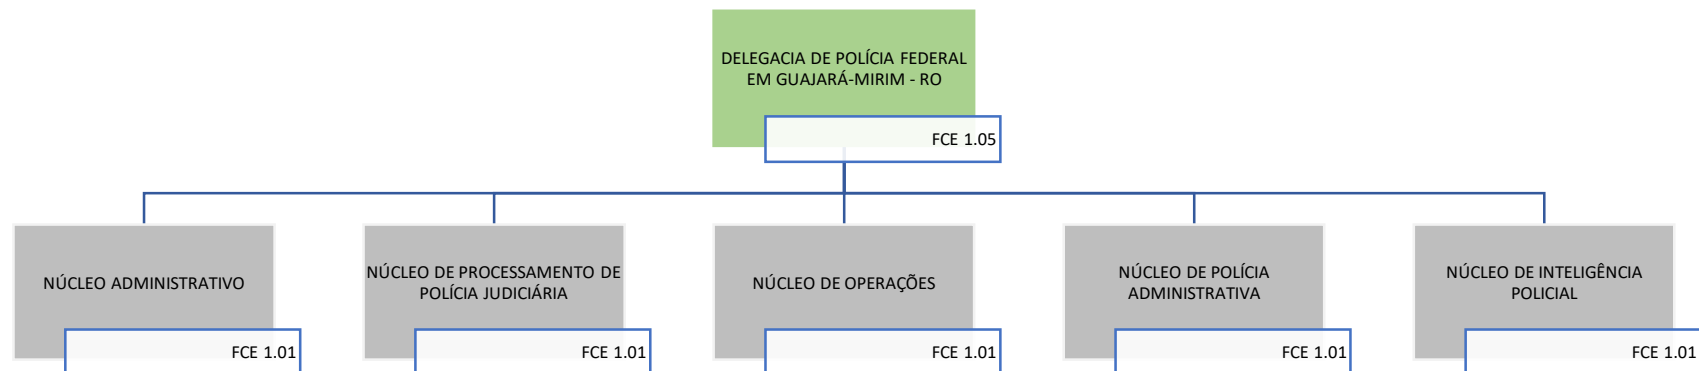 DELEGACIA DE POLÍCIA FEDERAL
EM GUAJARÁ-MIRIM - RO
FCE 1.05
NÚCLEO ADMINISTRATIVO
FCE 1.01
NÚCLEO DE PROCESSAMENTO DE
POLÍCIA JUDICIÁRIA
FCE 1.01
NÚCLEO DE OPERAÇÕES
FCE 1.01
NÚCLEO DE POLÍCIA
ADMINISTRATIVA
FCE 1.01
NÚCLEO DE INTELIGÊNCIA
POLICIAL
FCE 1.01